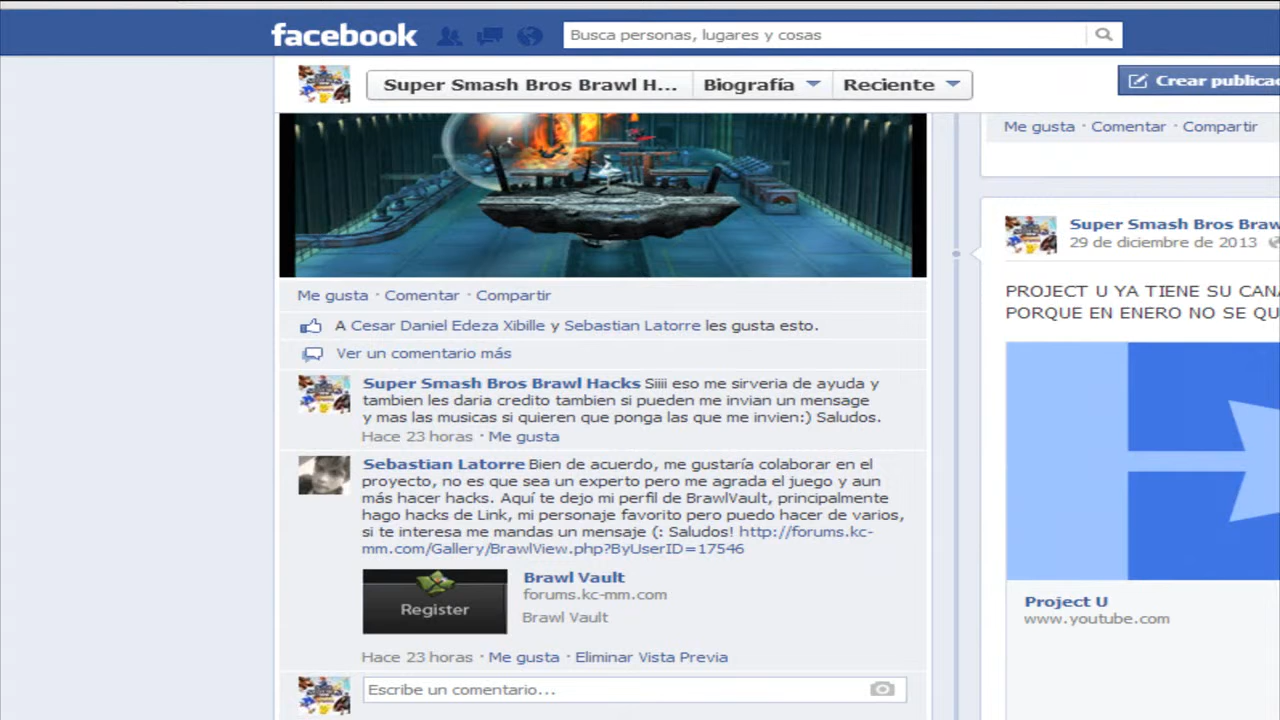 facebook
Busca personas, lugares y cosas
Super Smash Bros Brawl H...
Biografía
Reciente
Crear publica
Me gusta · Comentar · Compartir
A Cesar Daniel Edeza Xibille y Sebastian Latorre les gusta esto.
Ver un comentario más
Super Smash Bros Brawl Hacks Siiii eso me sirveria de ayuda y
tambien les daria credito tambien si pueden me invian un mensage
y mas las musicas si quieren que ponga las que me invien:) Saludos.
Hace 23 horas · Me gusta
Sebastian Latorre Bien de acuerdo, me gustaría colaborar en el
proyecto, no es que sea un experto pero me agrada el juego y aun
más hacer hacks. Aquí te dejo mi perfil de BrawlVault, principalmente
hago hacks de Link, mi personaje favorito pero puedo hacer de varios,
si te interesa me mandas un mensaje (: Saludos! http://forums.kc-
mm.com/Gallery/BrawlView.php?ByUserID=17546
Register
Brawl Vault
forums.kc-mm.com
Brawl Vault
Hace 23 horas · Me gusta · Eliminar Vista Previa
Escribe un comentario...
Me gusta · Comentar · Compartir
Super Smash Bros Braw
29 de diciembre de 2013
PROJECT U YA TIENE SU CANA
PORQUE EN ENERO NO SE QU
Project U
www.youtube.com